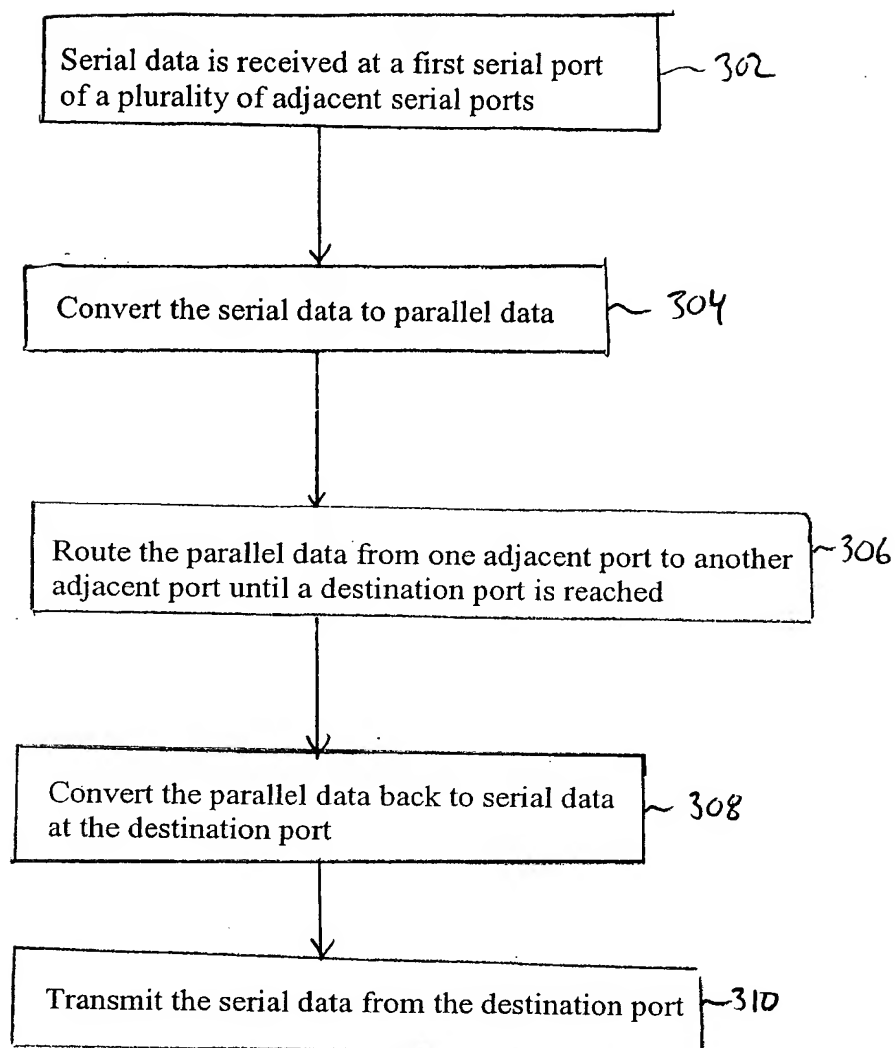 Serial data is received at a first serial port
of a plurality of adjacent serial ports
302
Convert the serial data to parallel data
304
Route the parallel data from one adjacent port to another
adjacent port until a destination port is reached
306
Convert the parallel data back to serial data
at the destination port
308
Transmit the serial data from the destination port
310